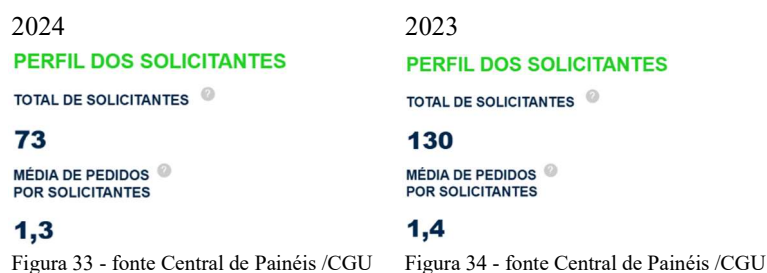 2024
PERFIL DOS SOLICITANTES
TOTAL DE SOLICITANTES ?
73
MÉDIA DE PEDIDOS ?
POR SOLICITANTES
1,3
Figura 33 - fonte Central de Painéis /CGU
2023
PERFIL DOS SOLICITANTES
TOTAL DE SOLICITANTES ?
130
MÉDIA DE PEDIDOS ?
POR SOLICITANTES
1,4
Figura 34 - fonte Central de Painéis /CGU